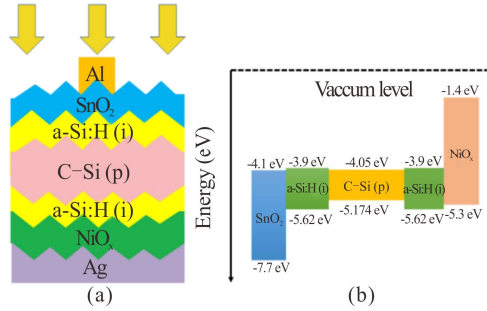 Al
SnO₂
a-Si:H (i)
C−Si (p)
a-Si:H (i)
NiOₓ
Ag
(a)
Energy (eV)
Vaccum level
-1.4 eV
-4.1 eV
-3.9 eV
-4.05 eV
-3.9 eV
NiOₓ
a-Si:H (i)
C−Si (p)
a-Si:H (i)
-5.62 eV
-5.174 eV
-5.62 eV
-5.3 eV
SnO₂
-7.7 eV
(b)